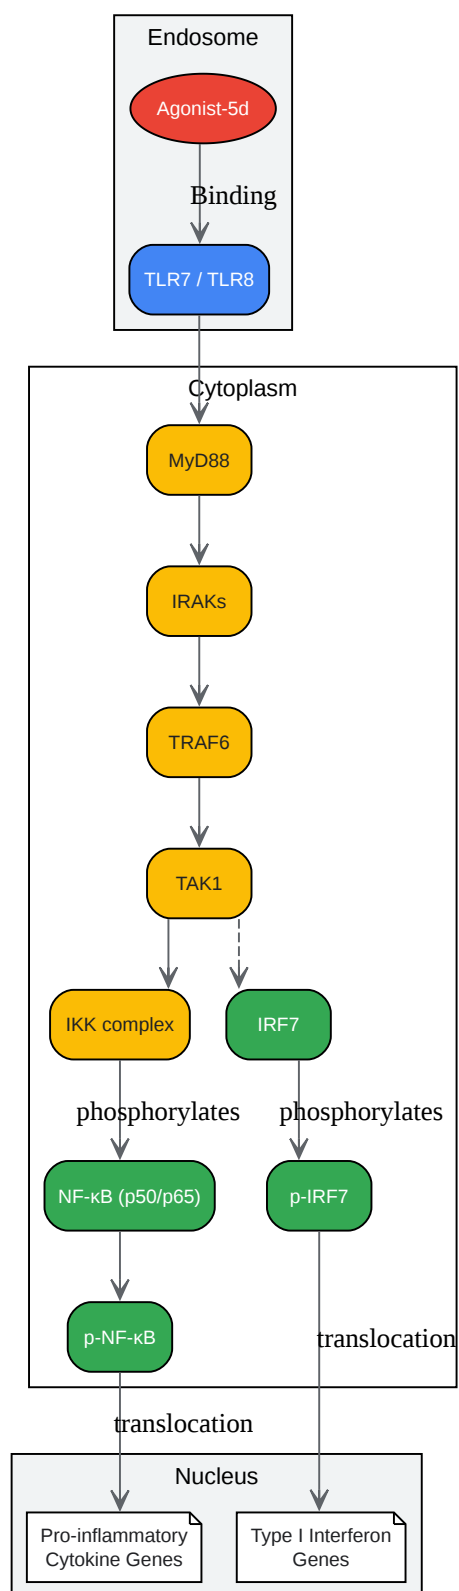 Endosome
Agonist-5d
Binding
TLR7 / TLR8
Cytoplasm
MyD88
IRAKs
TRAF6
TAK1
IKK complex
IRF7
phosphorylates
phosphorylates
NF-κB (p50/p65)
p-IRF7
p-NF-κB
translocation
translocation
Nucleus
Pro-inflammatory
Cytokine Genes
Type I Interferon
Genes